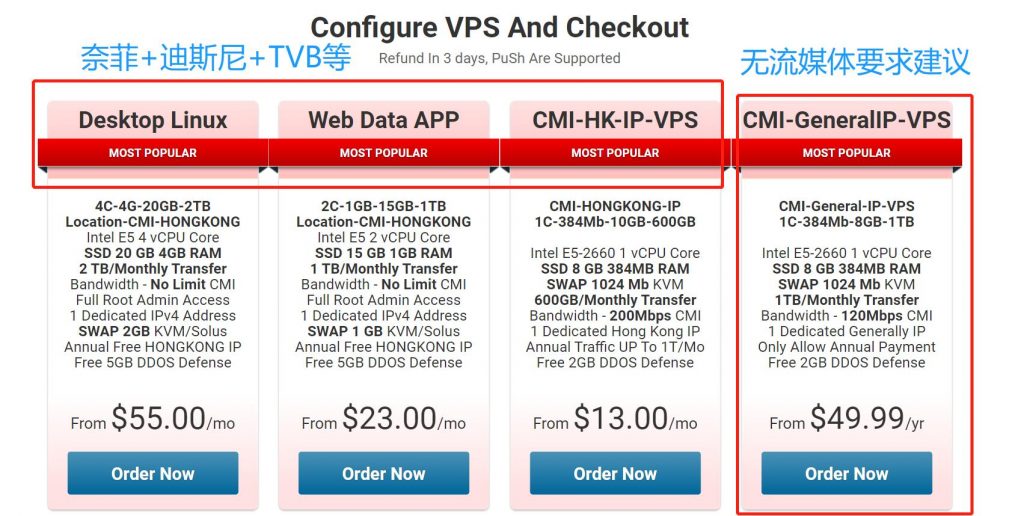 Configure VPS And Checkout
奈菲+迪斯尼+TVB等
Refund In 3 days, PuSh Are Supported
无流媒体要求建议
Desktop Linux
MOST POPULAR
4C-4G-20GB-2TB
Location-CMI-HONGKONG
Intel E5 4 vCPU Core
SSD 20 GB 4GB RAM
2 TB/Monthly Transfer
Bandwidth - No Limit CMI
Full Root Admin Access
1 Dedicated IPv4 Address
SWAP 2GB KVM/Solus
Annual Free HONGKONG IP
Free 5GB DDOS Defense
From $55.00/mo
Order Now
Web Data APP
MOST POPULAR
2C-1GB-15GB-1TB
Location-CMI-HONGKONG
Intel E5 2 vCPU Core
SSD 15 GB 1GB RAM
1 TB/Monthly Transfer
Bandwidth - No Limit CMI
Full Root Admin Access
1 Dedicated IPv4 Address
SWAP 1 GB KVM/Solus
Annual Free HONGKONG IP
Free 5GB DDOS Defense
From $23.00/mo
Order Now
CMI-HK-IP-VPS
MOST POPULAR
CMI-HONGKONG-IP
1C-384Mb-10GB-600GB
Intel E5-2660 1 vCPU Core
SSD 8 GB 384MB RAM
SWAP 1024 Mb KVM
600GB/Monthly Transfer
Bandwidth - 200Mbps CMI
1 Dedicated Hong Kong IP
Annual Traffic UP To 1T/Mo
Free 2GB DDOS Defense
From $13.00/mo
Order Now
CMI-GeneralIP-VPS
MOST POPULAR
CMI-General-IP-VPS
1C-384Mb-8GB-1TB
Intel E5-2660 1 vCPU Core
SSD 8 GB 384MB RAM
SWAP 1024 Mb KVM
1TB/Monthly Transfer
Bandwidth - 120Mbps CMI
1 Dedicated Generally IP
Only Allow Annual Payment
Free 2GB DDOS Defense
From $49.99/yr
Order Now